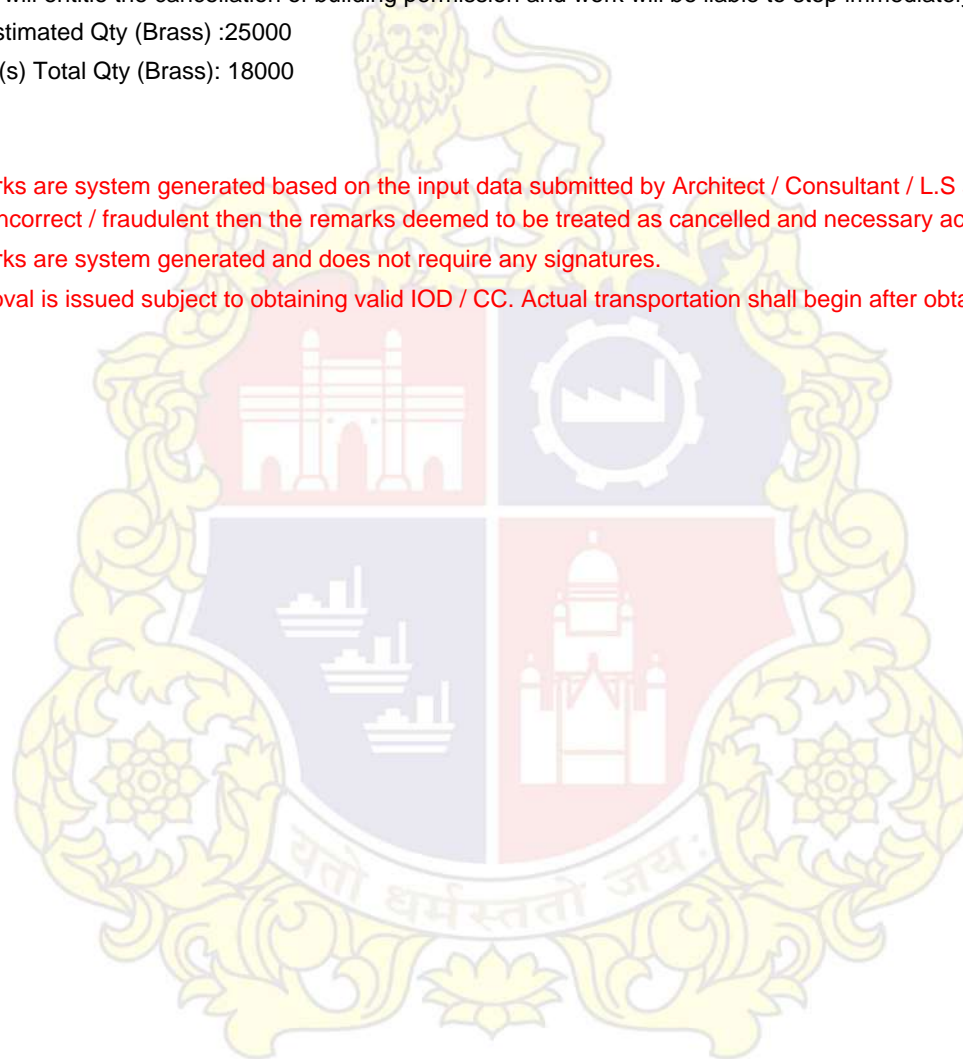 will entitle the cancellation of building permission and work will be liable to stop immediately
stimated Qty (Brass) :25000
(s) Total Qty (Brass): 18000
rks are system generated based on the input data submitted by Architect / Consultant / L.S
ncorrect / fraudulent then the remarks deemed to be treated as cancelled and necessary ac
rks are system generated and does not require any signatures.
oval is issued subject to obtaining valid IOD / CC. Actual transportation shall begin after obta
यतो धर्मस्ततो जय: